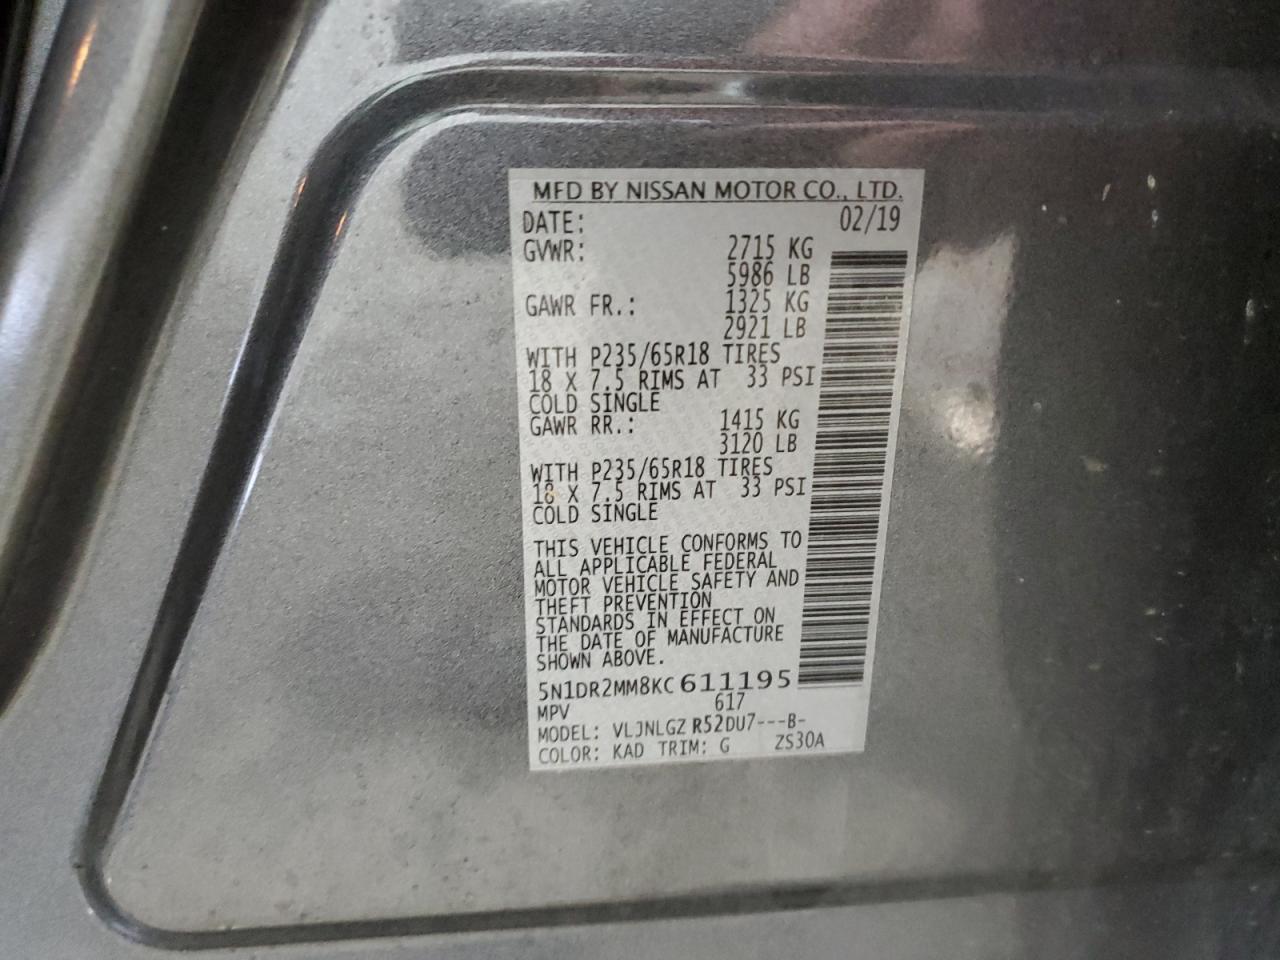 MFD BY NISSAN MOTOR CO., LTD.
DATE: 02/19
GVWR: 2715 KG
5986 LB
GAWR FR.: 1325 KG
2921 LB
WITH P235/65R18 TIRES
18 X 7.5 RIMS AT 33 PSI
COLD SINGLE
GAWR RR.: 1415 KG
3120 LB
WITH P235/65R18 TIRES
18 X 7.5 RIMS AT 33 PSI
COLD SINGLE
THIS VEHICLE CONFORMS TO
ALL APPLICABLE FEDERAL
MOTOR VEHICLE SAFETY AND
THEFT PREVENTION
STANDARDS IN EFFECT ON
THE DATE OF MANUFACTURE
SHOWN ABOVE.
5N1DR2MM8KC611195
MPV 617
MODEL: VLJNLGZ R52DU7---B-
COLOR: KAD TRIM: G ZS30A